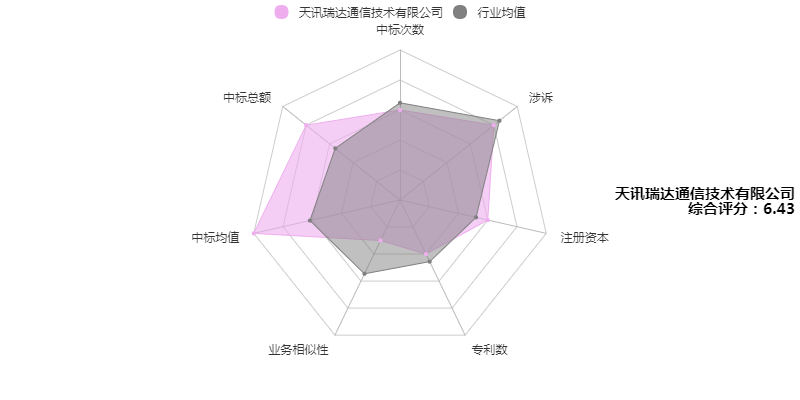 天讯瑞达通信技术有限公司 行业均值
中标次数
中标总额
涉诉
天讯瑞达通信技术有限公司
综合评分：6.43
中标均值
注册资本
业务相似性
专利数